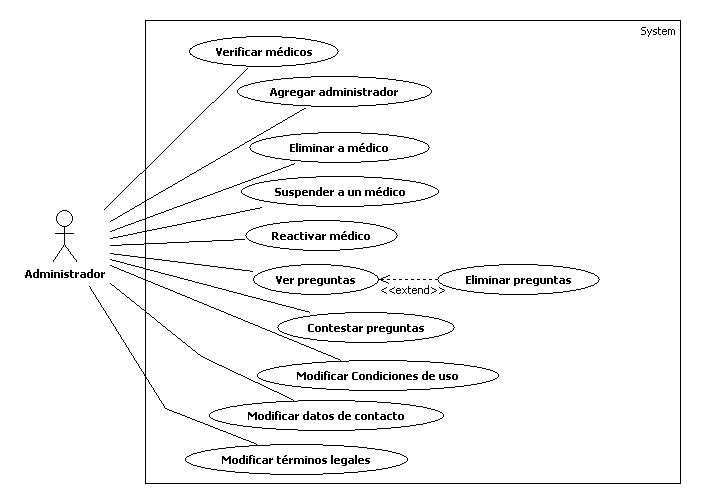 System
Verificar médicos
Agregar administrador
Eliminar a médico
Suspender a un médico
Reactivar médico
Administrador
Ver preguntas
Eliminar preguntas
<<extend>>
Contestar preguntas
Modificar Condiciones de uso
Modificar datos de contacto
Modificar términos legales